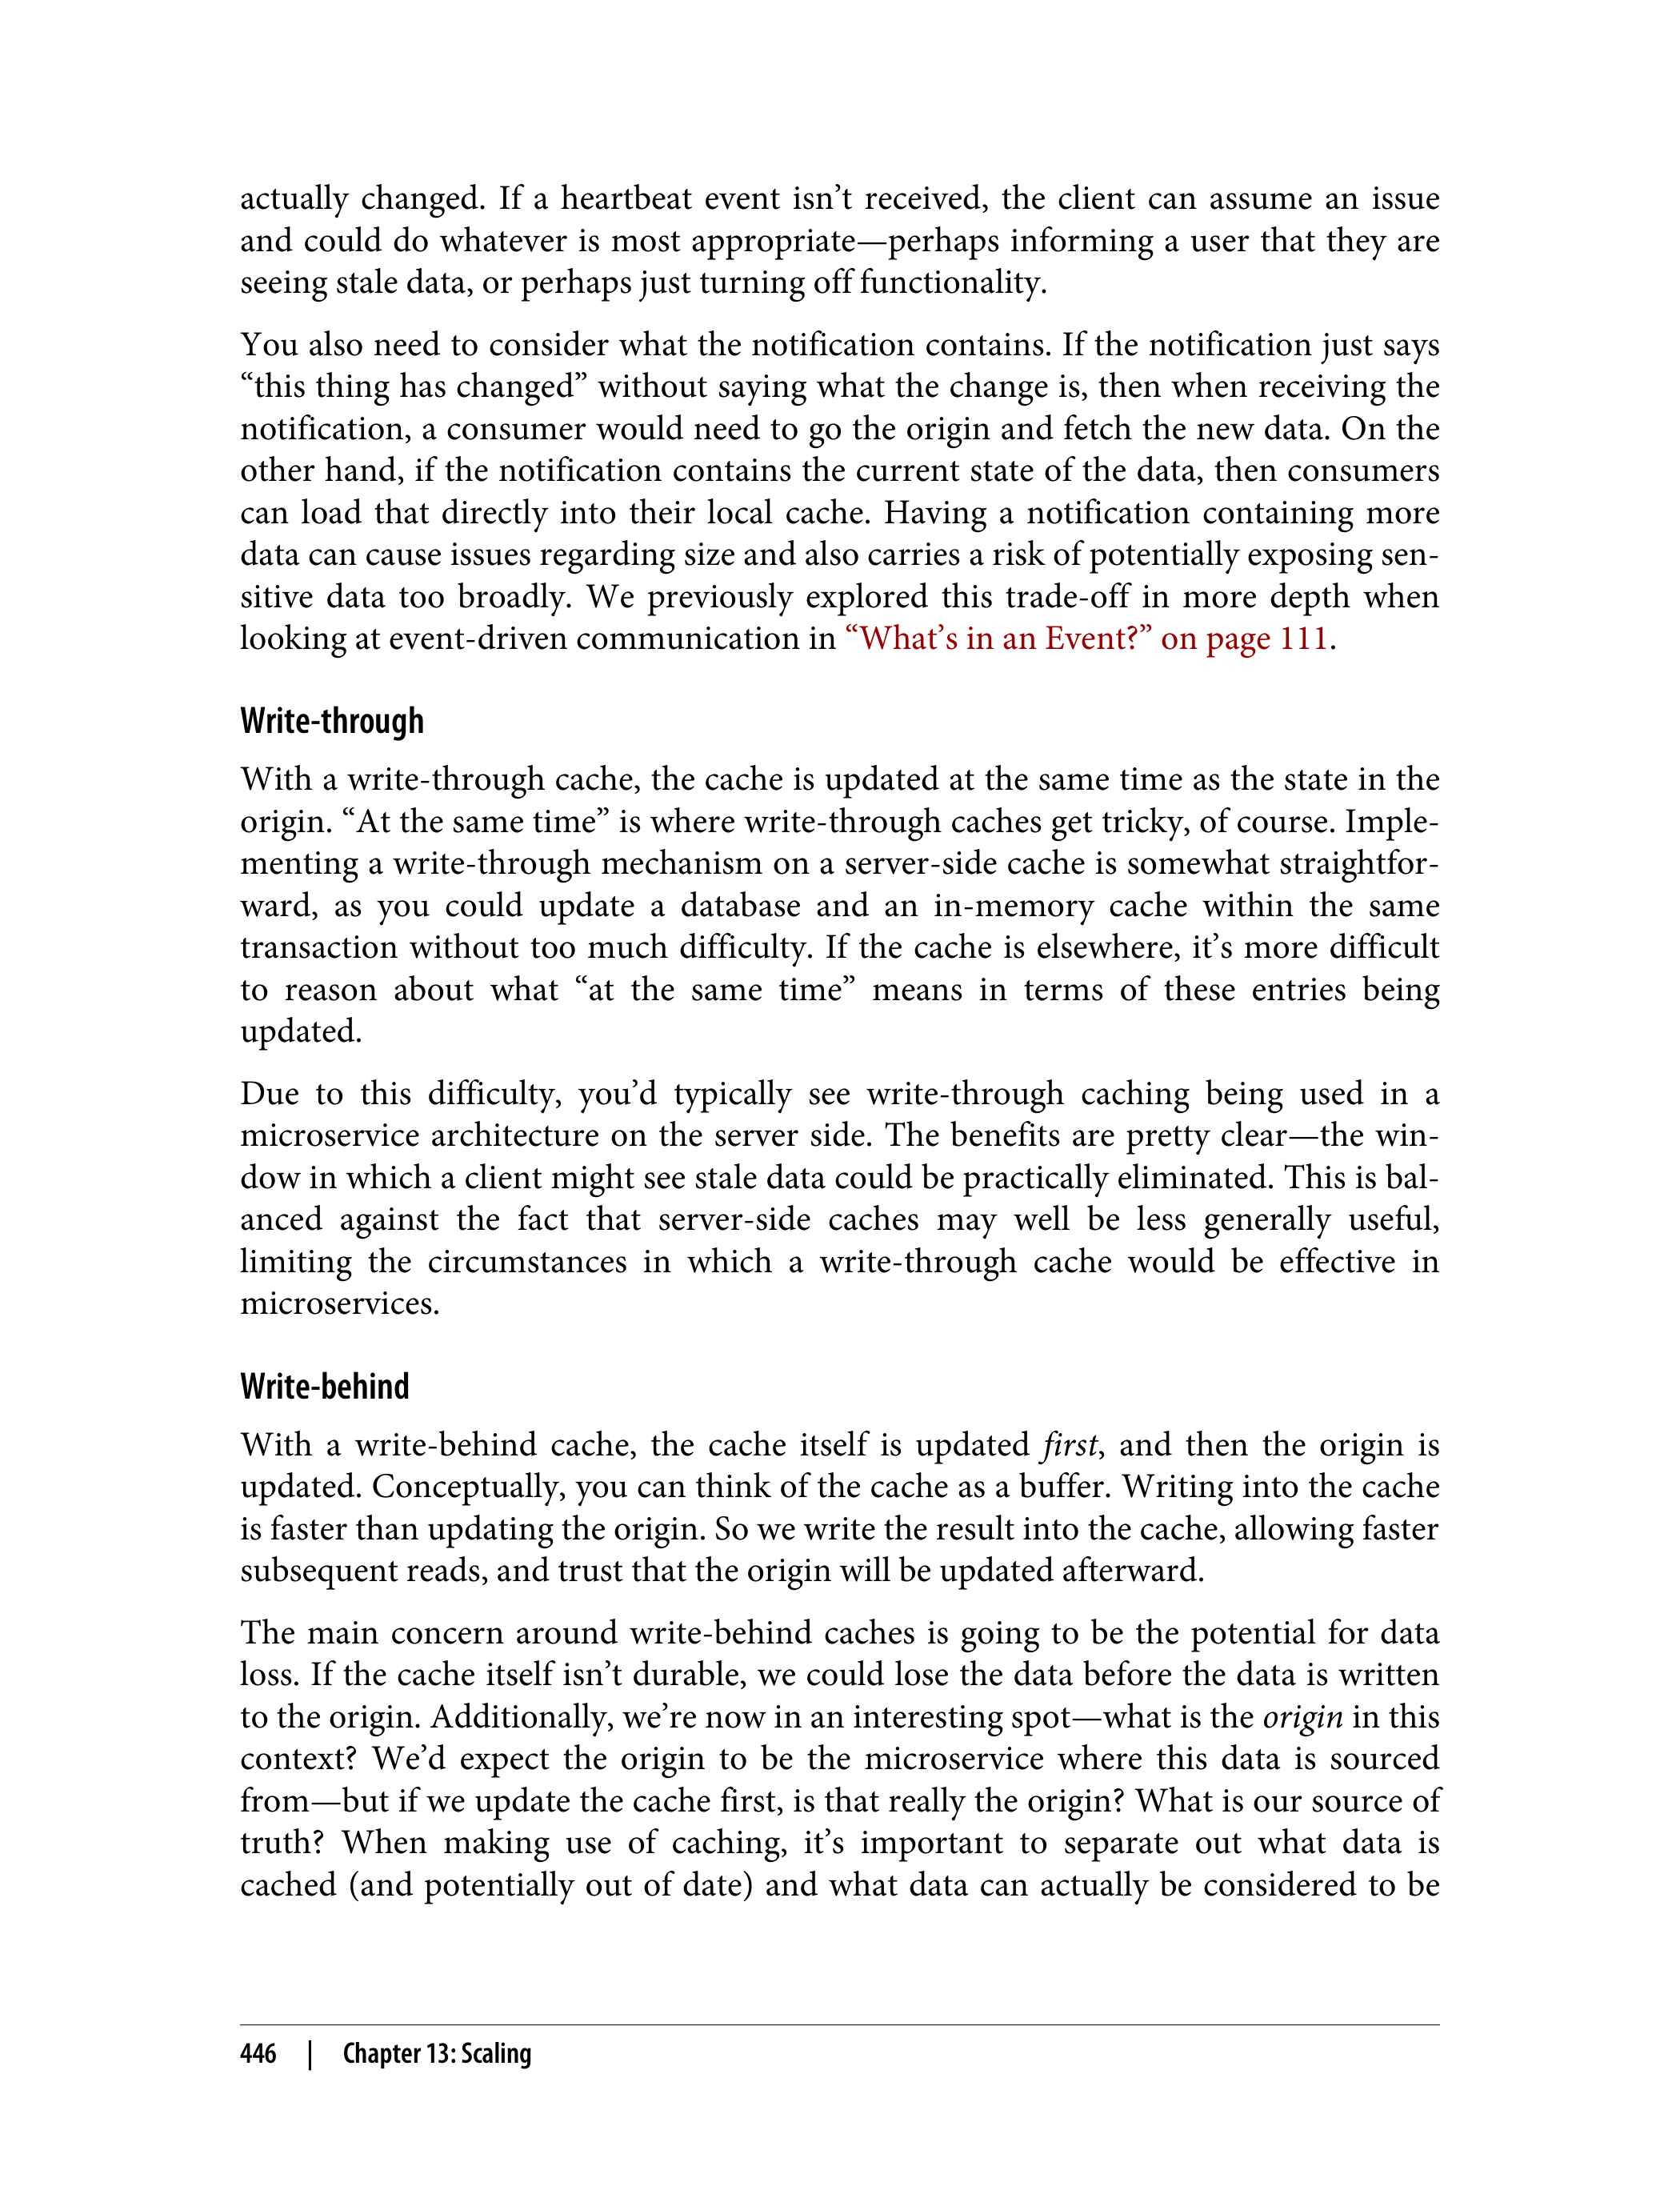 actually changed. If a heartbeat event isn’t received, the client can assume an issue
and could do whatever is most appropriate—perhaps informing a user that they are
seeing stale data, or perhaps just turning off functionality.
You also need to consider what the notification contains. If the notification just says
“this thing has changed” without saying what the change is, then when receiving the
notification, a consumer would need to go the origin and fetch the new data. On the
other hand, if the notification contains the current state of the data, then consumers
can load that directly into their local cache. Having a notification containing more
data can cause issues regarding size and also carries a risk of potentially exposing sen-
sitive data too broadly. We previously explored this trade-off in more depth when
looking at event-driven communication in “What’s in an Event?” on page 111.
Write-through
With a write-through cache, the cache is updated at the same time as the state in the
origin. “At the same time” is where write-through caches get tricky, of course. Imple-
menting a write-through mechanism on a server-side cache is somewhat straightfor-
ward, as you could update a database and an in-memory cache within the same
transaction without too much difficulty. If the cache is elsewhere, it’s more difficult
to reason about what “at the same time” means in terms of these entries being
updated.
Due to this difficulty, you’d typically see write-through caching being used in a
microservice architecture on the server side. The benefits are pretty clear—the win-
dow in which a client might see stale data could be practically eliminated. This is bal-
anced against the fact that server-side caches may well be less generally useful,
limiting the circumstances in which a write-through cache would be effective in
microservices.
Write-behind
With a write-behind cache, the cache itself is updated first, and then the origin is
updated. Conceptually, you can think of the cache as a buffer. Writing into the cache
is faster than updating the origin. So we write the result into the cache, allowing faster
subsequent reads, and trust that the origin will be updated afterward.
The main concern around write-behind caches is going to be the potential for data
loss. If the cache itself isn’t durable, we could lose the data before the data is written
to the origin. Additionally, we’re now in an interesting spot—what is the origin in this
context? We’d expect the origin to be the microservice where this data is sourced
from—but if we update the cache first, is that really the origin? What is our source of
truth? When making use of caching, it’s important to separate out what data is
cached (and potentially out of date) and what data can actually be considered to be
446 | Chapter 13: Scaling